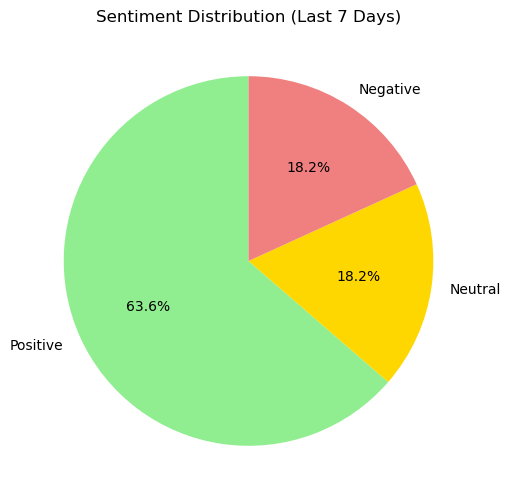 Sentiment Distribution (Last 7 Days)
Negative
18.2%
18.2%
Neutral
63.6%
Positive